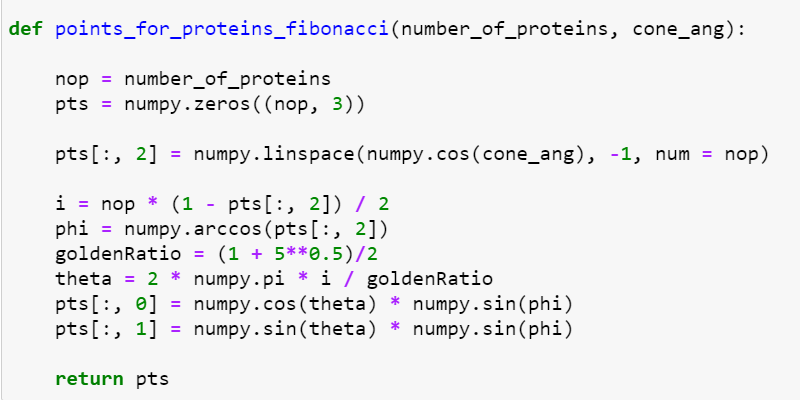 def points_for_proteins_fibonacci(number_of_proteins, cone_ang):
nop = number_of_proteins
pts = numpy.zeros((nop, 3))
pts[:, 2] = numpy.linspace(numpy.cos(cone_ang), -1, num = nop)
i = nop * (1 - pts[:, 2]) / 2
phi = numpy.arccos(pts[:, 2])
goldenRatio = (1 + 5**0.5)/2
theta = 2 * numpy.pi * i / goldenRatio
pts[:, 0] = numpy.cos(theta) * numpy.sin(phi)
pts[:, 1] = numpy.sin(theta) * numpy.sin(phi)
return pts